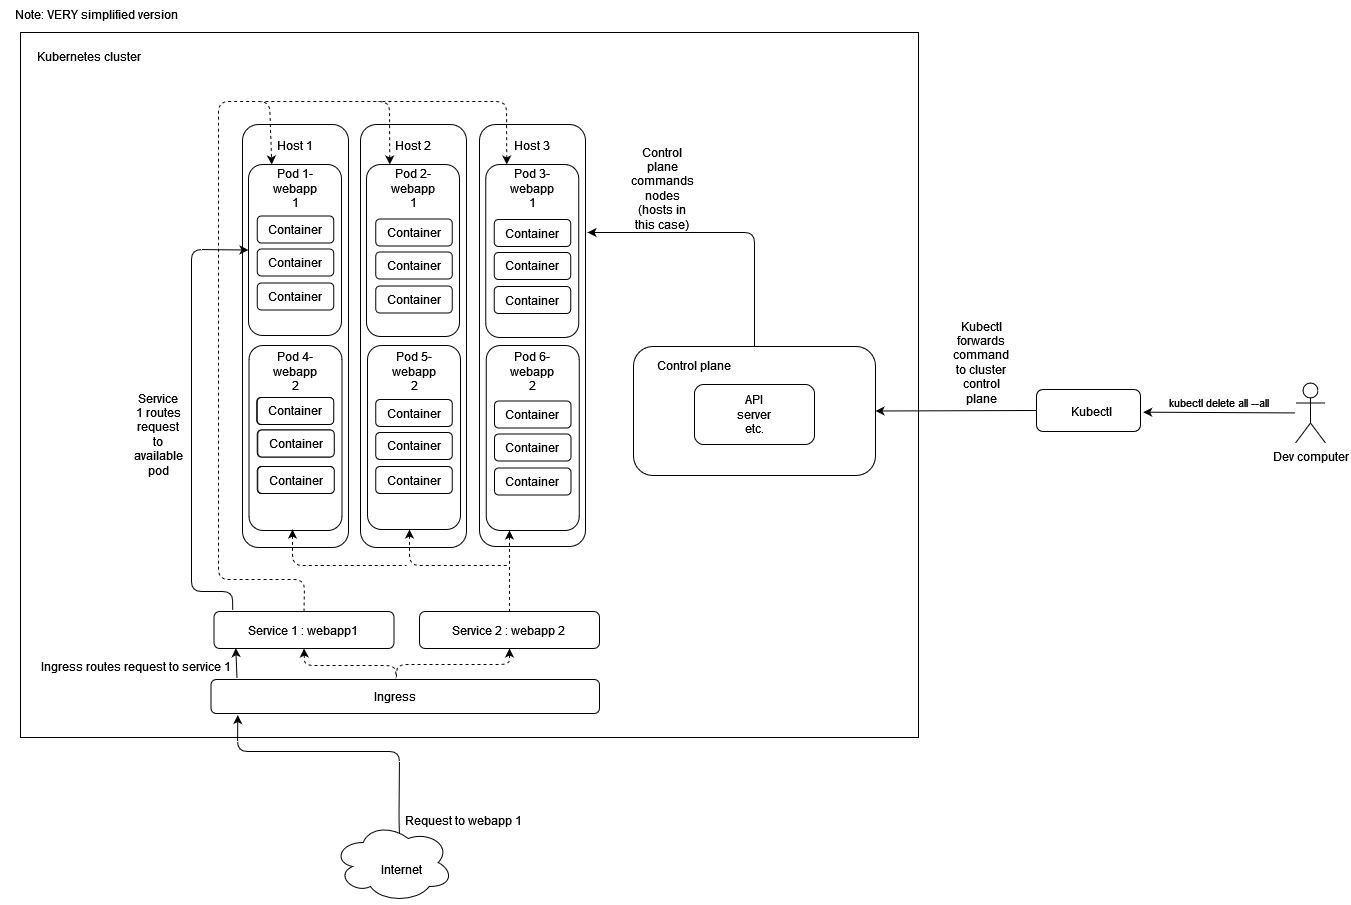 Note: VERY simplified version
Kubernetes cluster
Host 1
Host 2
Host 3
Pod 1-
webapp
1
Pod 2-
webapp
1
Pod 3-
webapp
1
Container
Container
Container
Container
Container
Container
Container
Container
Container
Pod 4-
webapp
2
Pod 5-
webapp
2
Pod 6-
webapp
2
Container
Container
Container
Container
Container
Container
Container
Container
Container
Control
plane
commands
nodes
(hosts in
this case)
Control plane
API
server
etc.
Kubectl
forwards
command
to cluster
control
plane
Kubectl
kubectl delete all --all
Dev computer
Service
1 routes
request
to
available
pod
Service 1 : webapp1
Service 2 : webapp 2
Ingress routes request to service 1
Ingress
Request to webapp 1
Internet